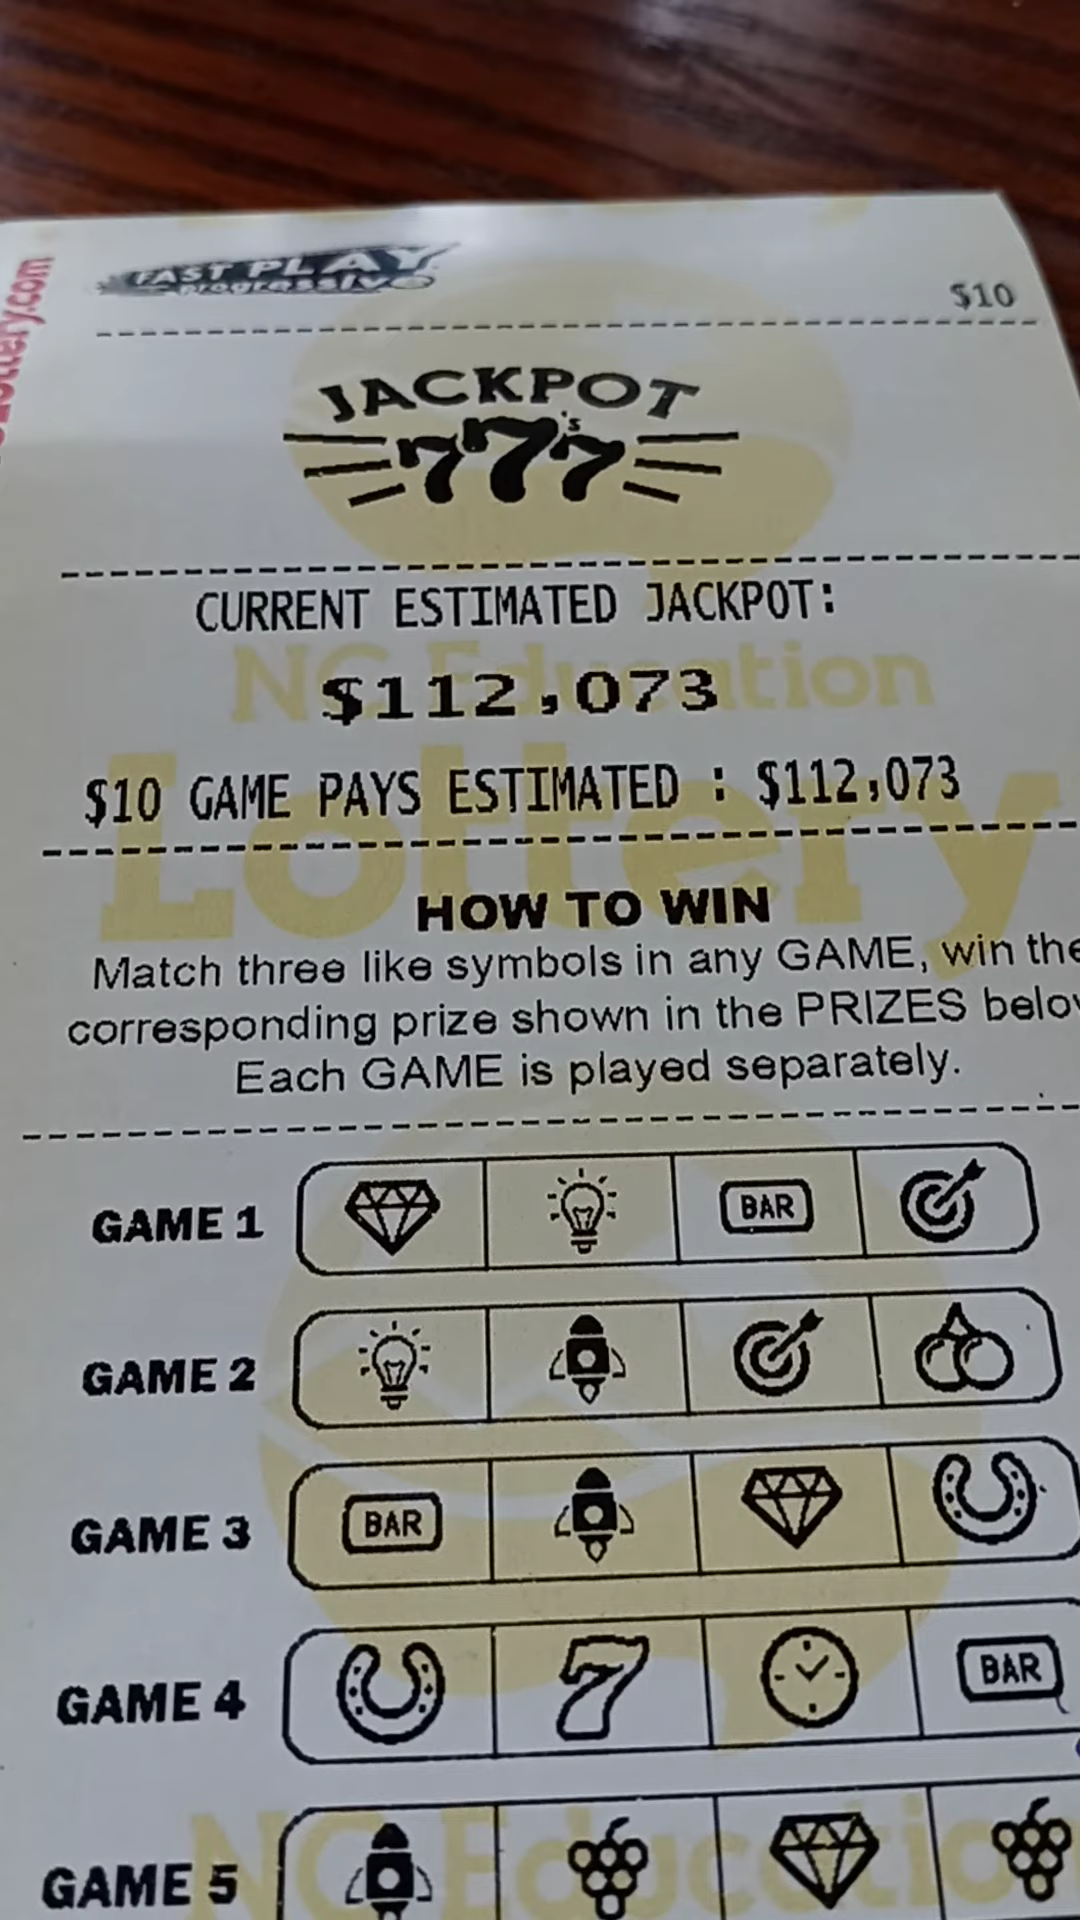 FAST PLAY
progressive
$10
JACKPOT
777's
CURRENT ESTIMATED JACKPOT:
NC Education
$112,073
Lottery
$10 GAME PAYS ESTIMATED : $112,073
HOW TO WIN
Match three like symbols in any GAME, win the
corresponding prize shown in the PRIZES
Each GAME is played separately.
GAME 1 BAR
GAME 2
GAME 3 BAR
GAME 4 7 BAR
NC Education
GAME 5